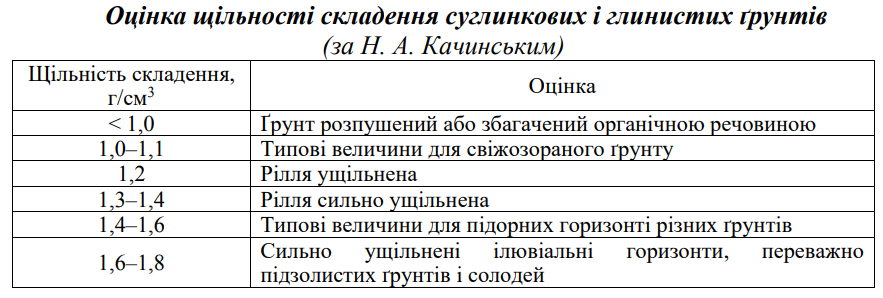 Оцінка щільності складення суглинкових і глинистих ґрунтів
(за Н. А. Качинським)
Щільність складення,
г/см³
Оцінка
< 1,0 Ґрунт розпушений або збагачений органічною речовиною
1,0–1,1 Типові величини для свіжозораного ґрунту
1,2 Рілля ущільнена
1,3–1,4 Рілля сильно ущільнена
1,4–1,6 Типові величини для підорних горизонті різних ґрунтів
1,6–1,8 Сильно ущільнені ілювіальні горизонти, переважно
підзолистих ґрунтів і солодей